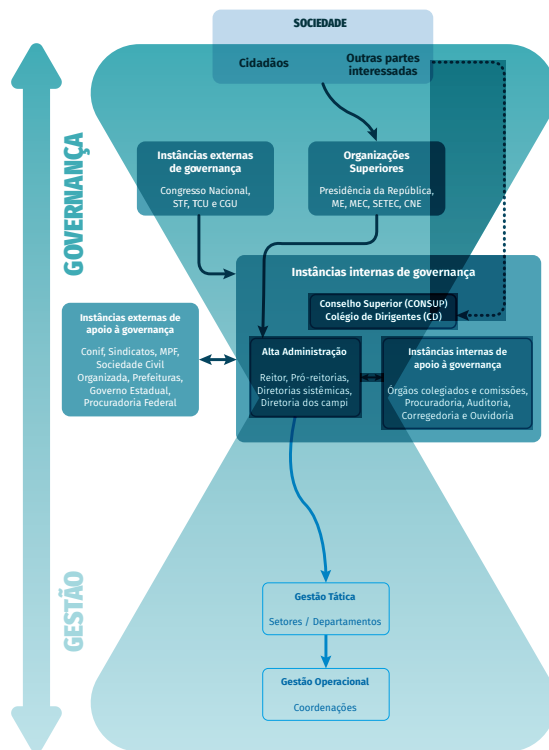 SOCIEDADE
Cidadãos
Outras partes
interessadas
GOVERNANÇA
Instâncias externas
de governança
Congresso Nacional,
STF, TCU e CGU
Organizações
Superiores
Presidência da República,
ME, MEC, SETEC, CNE
Instâncias internas de governança
Conselho Superior (CONSUP)
Colégio de Dirigentes (CD)
Instâncias externas de
apoio à governança
Conif, Sindicatos, MPF,
Sociedade Civil
Organizada, Prefeituras,
Governo Estadual,
Procuradoria Federal
Alta Administração
Reitor, Pró-reitorias,
Diretorias sistêmicas,
Diretoria dos campi
Instâncias internas de
apoio à governança
Órgãos colegiados e comissões,
Procuradoria, Auditoria,
Corregedoria e Ouvidoria
GESTÃO
Gestão Tática
Setores / Departamentos
Gestão Operacional
Coordenações